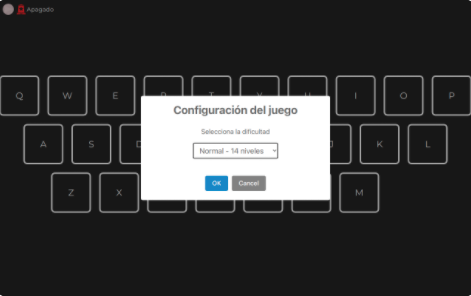 Apagado
Q W E R T Y U I O P
Configuración del juego
Selecciona la dificultad
A S D J K L
Normal - 14 niveles
OK Cancel
Z X M